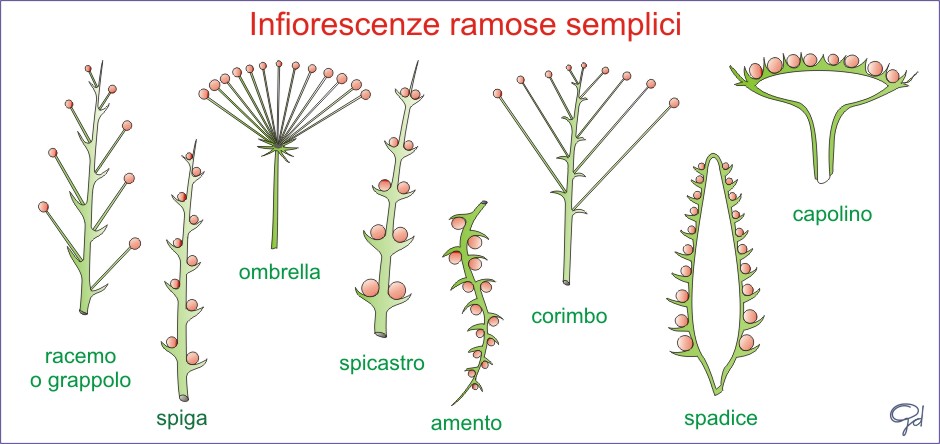 Infiorescenze ramose semplici
racemo
o grappolo
spiga
ombrella
spicastro
amento
corimbo
spadice
capolino